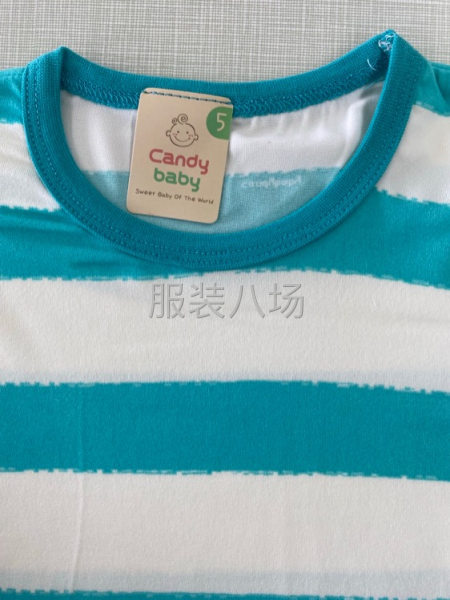 5
Candy
baby
Sweet Baby Of The World
服装八场